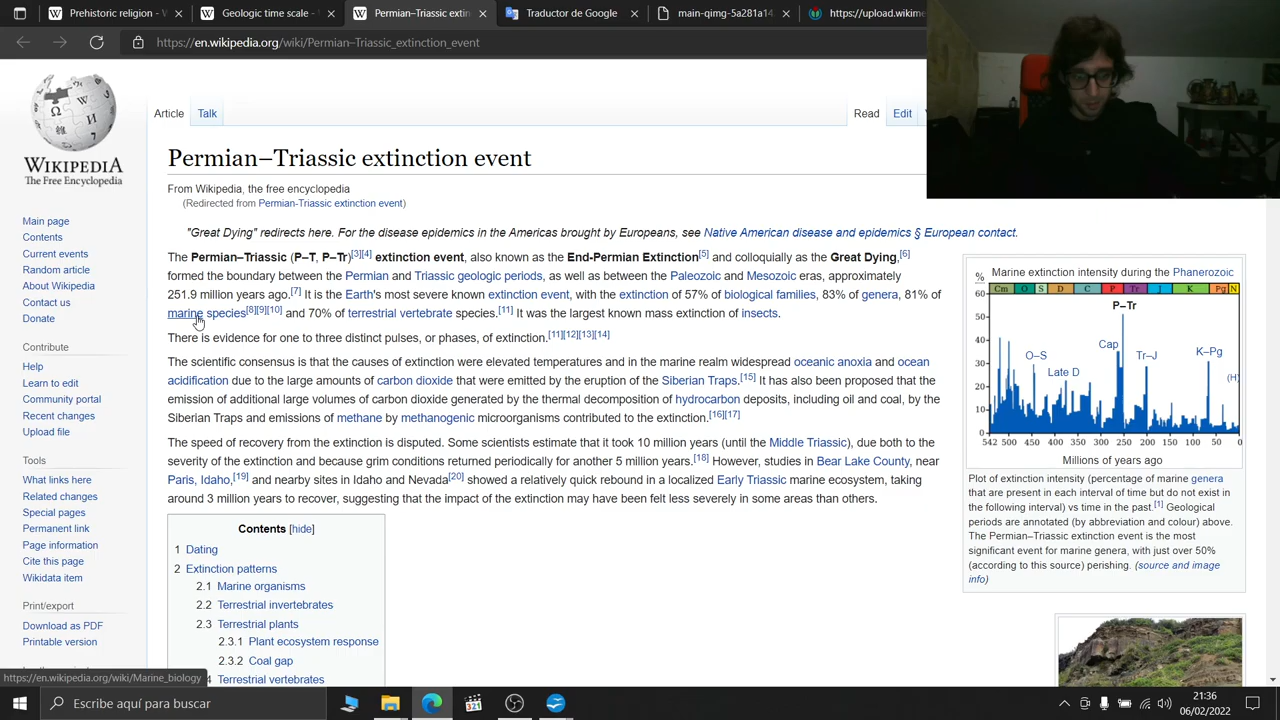 Prehistoric religion -
Geologic time scale -
Permian–Triassic extin
Traductor de Google
main-qimg-5a281a14
https://upload.wikime
https://en.wikipedia.org/wiki/Permian–Triassic_extinction_event
WIKIPEDIA
The Free Encyclopedia
Main page
Contents
Current events
Random article
About Wikipedia
Contact us
Donate
Contribute
Help
Learn to edit
Community portal
Recent changes
Upload file
Tools
What links here
Related changes
Special pages
Permanent link
Page information
Cite this page
Wikidata item
Print/export
Download as PDF
Printable version
Article Talk
Read Edit
Permian–Triassic extinction event
From Wikipedia, the free encyclopedia
(Redirected from Permian-Triassic extinction event)
"Great Dying" redirects here. For the disease epidemics in the Americas brought by Europeans, see Native American disease and epidemics § European contact.
The Permian–Triassic (P–T, P–Tr)[3][4] extinction event, also known as the End-Permian Extinction[5] and colloquially as the Great Dying,[6]
formed the boundary between the Permian and Triassic geologic periods, as well as between the Paleozoic and Mesozoic eras, approximately
251.9 million years ago.[7] It is the Earth's most severe known extinction event, with the extinction of 57% of biological families, 83% of genera, 81% of
marine species[8][9][10] and 70% of terrestrial vertebrate species.[11] It was the largest known mass extinction of insects.
There is evidence for one to three distinct pulses, or phases, of extinction.[11][12][13][14]
The scientific consensus is that the causes of extinction were elevated temperatures and in the marine realm widespread oceanic anoxia and ocean
acidification due to the large amounts of carbon dioxide that were emitted by the eruption of the Siberian Traps.[15] It has also been proposed that the
emission of additional large volumes of carbon dioxide generated by the thermal decomposition of hydrocarbon deposits, including oil and coal, by the
Siberian Traps and emissions of methane by methanogenic microorganisms contributed to the extinction.[16][17]
The speed of recovery from the extinction is disputed. Some scientists estimate that it took 10 million years (until the Middle Triassic), due both to the
severity of the extinction and because grim conditions returned periodically for another 5 million years.[18] However, studies in Bear Lake County, near
Paris, Idaho,[19] and nearby sites in Idaho and Nevada[20] showed a relatively quick rebound in a localized Early Triassic marine ecosystem, taking
around 3 million years to recover, suggesting that the impact of the extinction may have been felt less severely in some areas than others.
Contents [hide]
1 Dating
2 Extinction patterns
2.1 Marine organisms
2.2 Terrestrial invertebrates
2.3 Terrestrial plants
2.3.1 Plant ecosystem response
2.3.2 Coal gap
4 Terrestrial vertebrates
Marine extinction intensity during the Phanerozoic
%
Cm O S D C P T J K Pg N
60
50
40
30
20
10
0
P–Tr
Cap
O–S
Late D
Tr–J
K–Pg
(H)
542 500 450 400 350 300 250 200 150 100 50 0
Millions of years ago
Plot of extinction intensity (percentage of marine genera
that are present in each interval of time but do not exist in
the following interval) vs time in the past.[1] Geological
periods are annotated (by abbreviation and colour) above.
The Permian–Triassic extinction event is the most
significant event for marine genera, with just over 50%
(according to this source) perishing. (source and image
info)
https://en.wikipedia.org/wiki/Marine_biology
Escribe aquí para buscar
321
21:36
06/02/2022